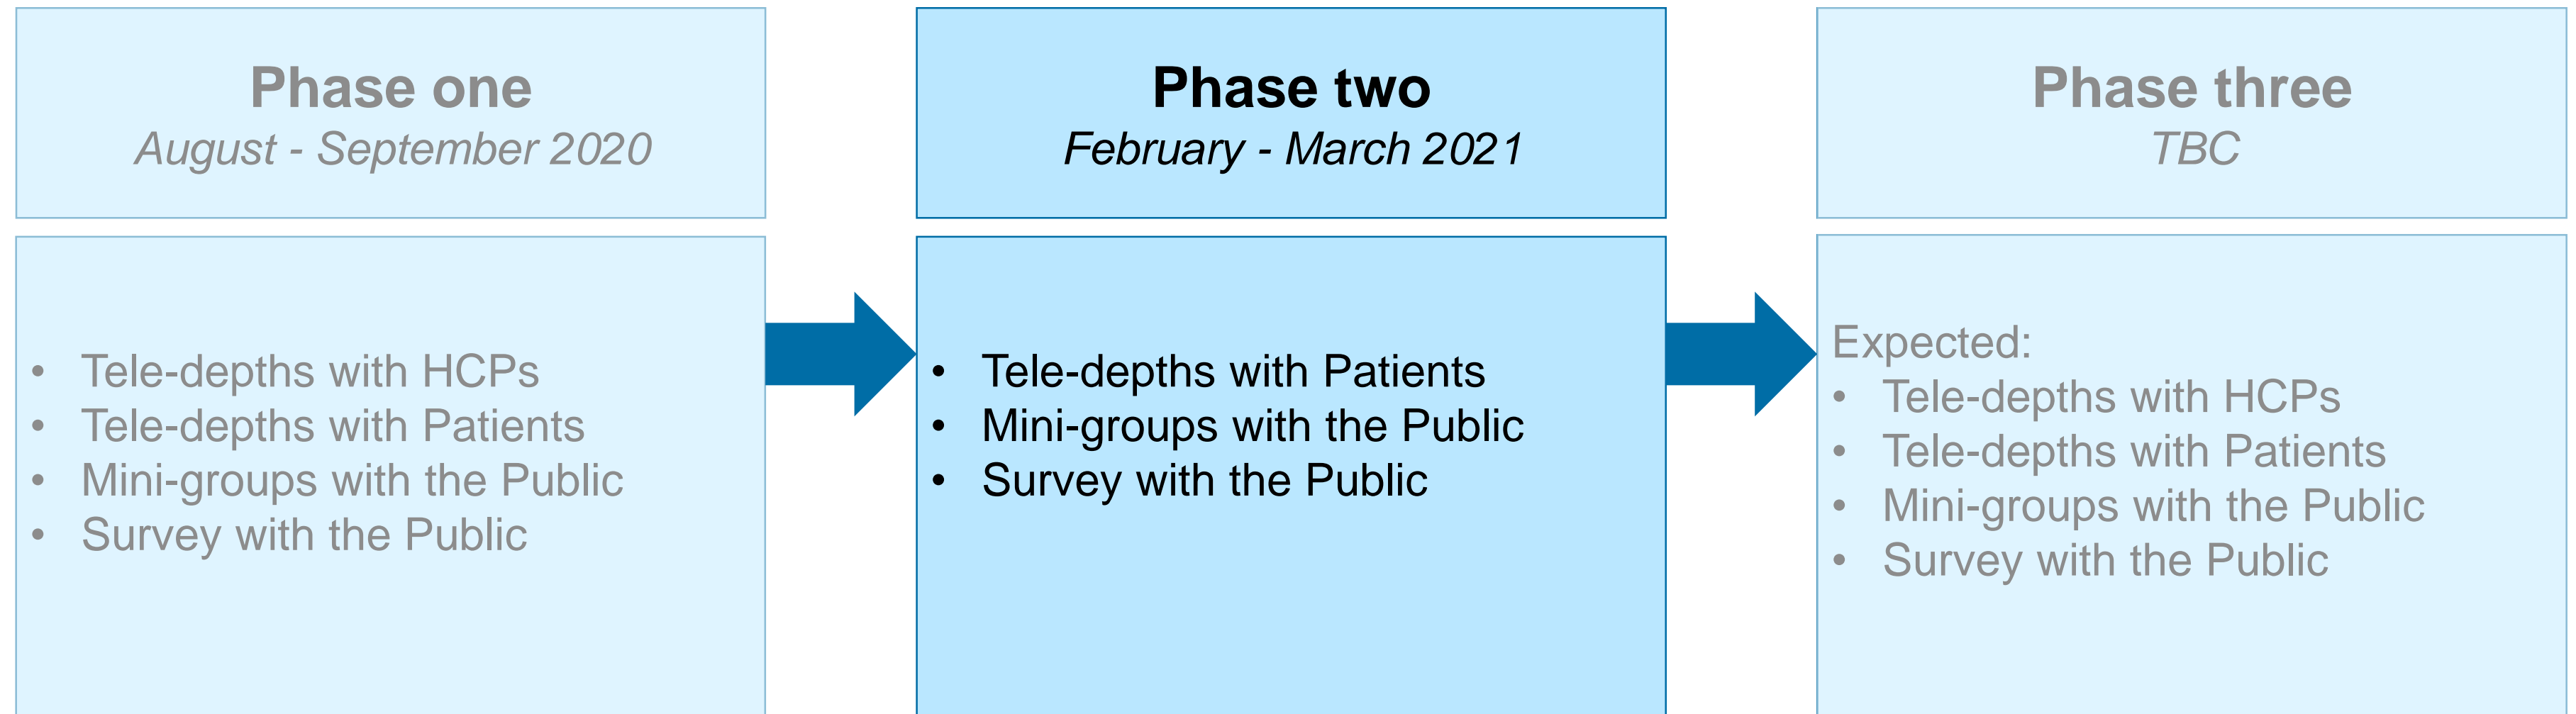 Phase one
August - September 2020
• Tele-depths with HCPs
• Tele-depths with Patients
• Mini-groups with the Public
• Survey with the Public
Phase two
February - March 2021
• Tele-depths with Patients
• Mini-groups with the Public
• Survey with the Public
Phase three
TBC
Expected:
• Tele-depths with HCPs
• Tele-depths with Patients
• Mini-groups with the Public
• Survey with the Public